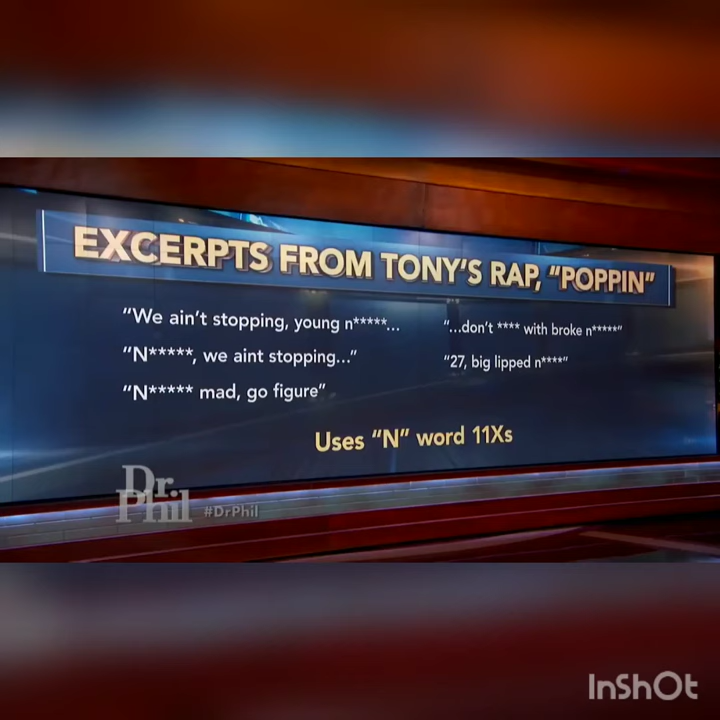 EXCERPTS FROM TONY'S RAP, "POPPIN"
"We ain't stopping, young n*****...
"N*****, we aint stopping..."
"N***** mad, go figure"
"...don't **** with broke n*****"
"27, big lipped n****"
Uses "N" word 11Xs
Dr.
Phil #DrPhil
InShOt